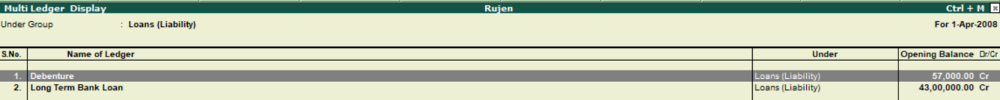 Multi Ledger Display Rujen Ctrl + M
Under Group : Loans (Liability) For 1-Apr-2008
S.No. Name of Ledger Under Opening Balance Dr/Cr
1. Debenture Loans (Liability) 57,000.00 Cr
2. Long Term Bank Loan Loans (Liability) 43,00,000.00 Cr